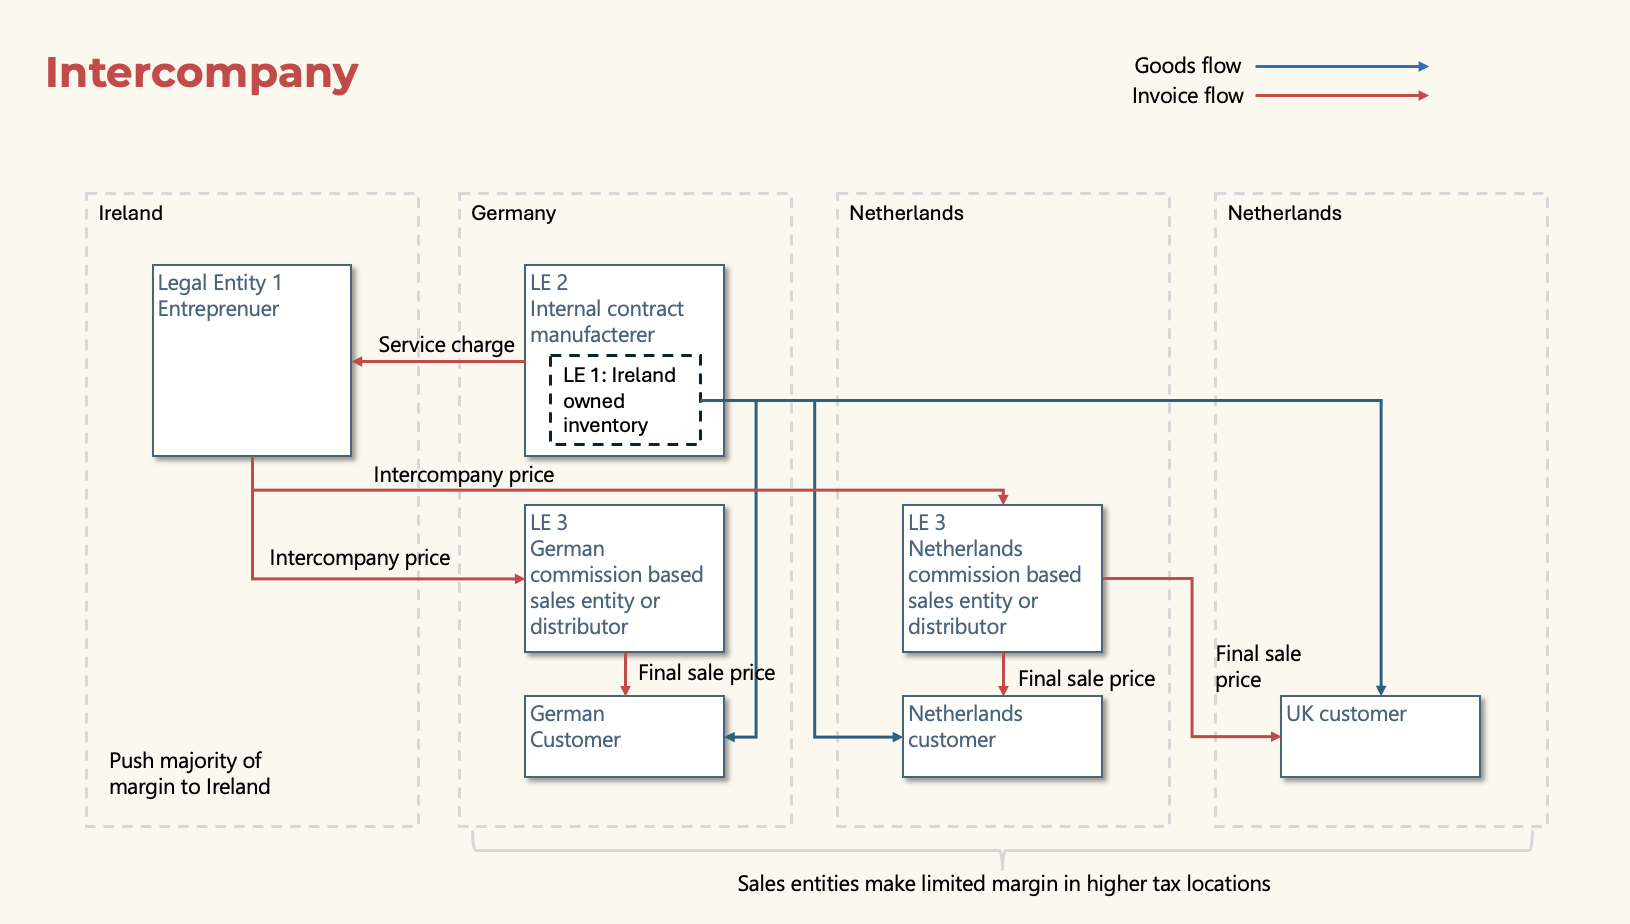 Intercompany
Goods flow
Invoice flow
Ireland
Germany
Netherlands
Netherlands
Legal Entity 1
Entreprenuer
LE 2
Internal contract
manufacterer
Service charge
LE 1: Ireland
owned
inventory
Intercompany price
Intercompany price
LE 3
German
commission based
sales entity or
distributor
LE 3
Netherlands
commission based
sales entity or
distributor
Final sale price
Final sale price
Final sale
price
German
Customer
Netherlands
customer
UK customer
Push majority of
margin to Ireland
Sales entities make limited margin in higher tax locations